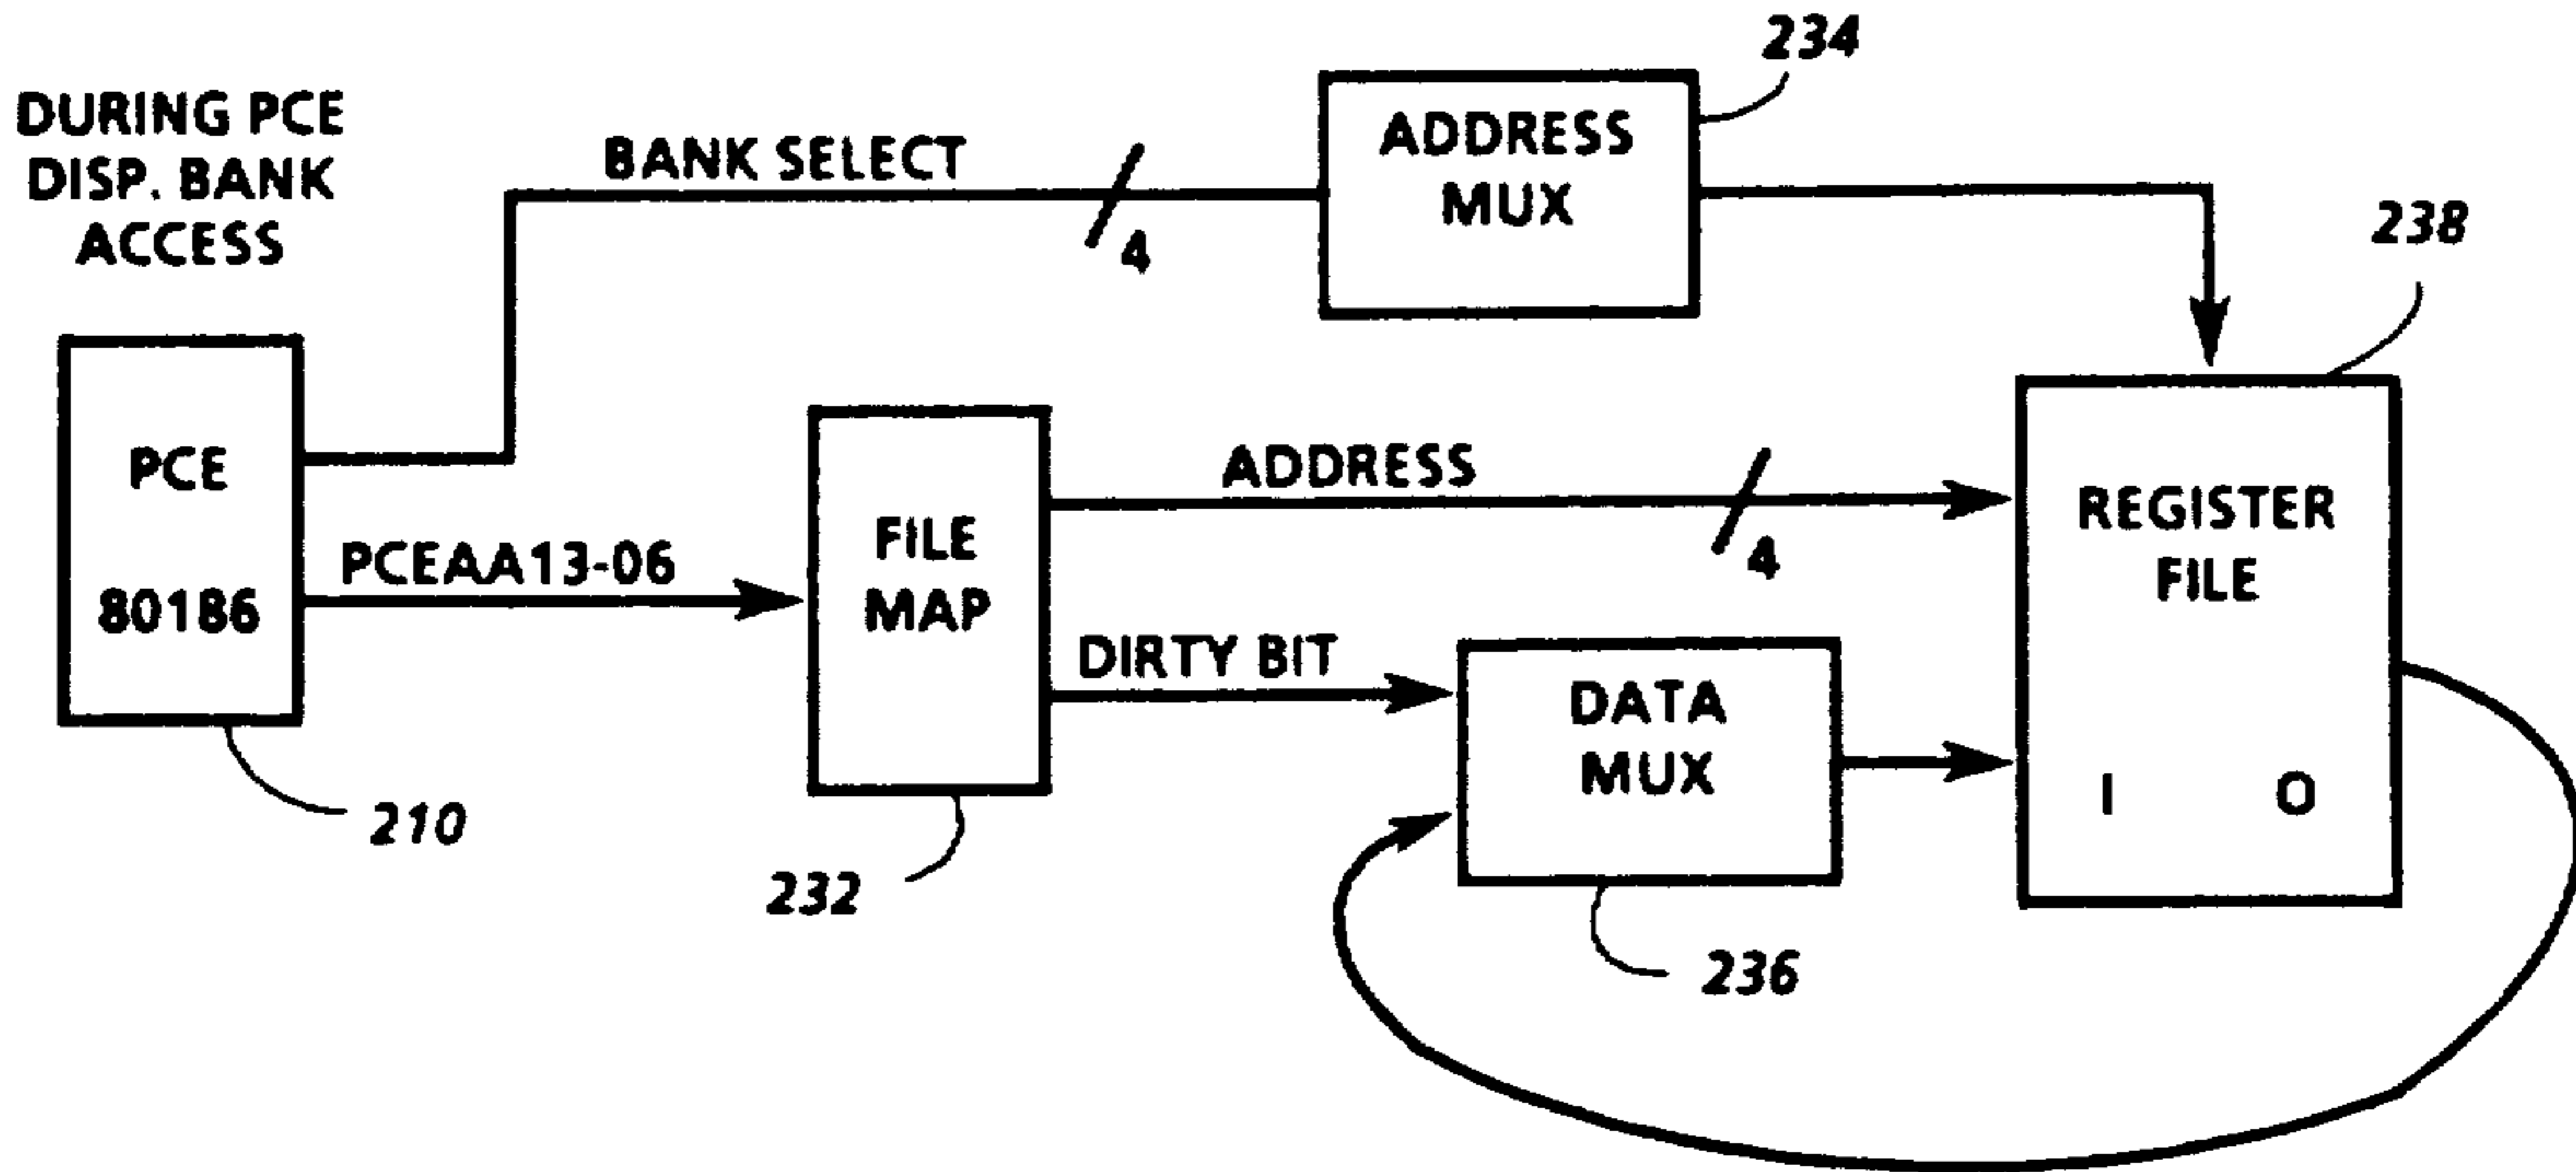 234
DURING PCE
DISP. BANK
ACCESS
BANK SELECT
4
ADDRESS
MUX
238
PCE
80186
PCEAA13-06
FILE
MAP
ADDRESS
4
DIRTY BIT
DATA
MUX
REGISTER
FILE
I O
210
232
236